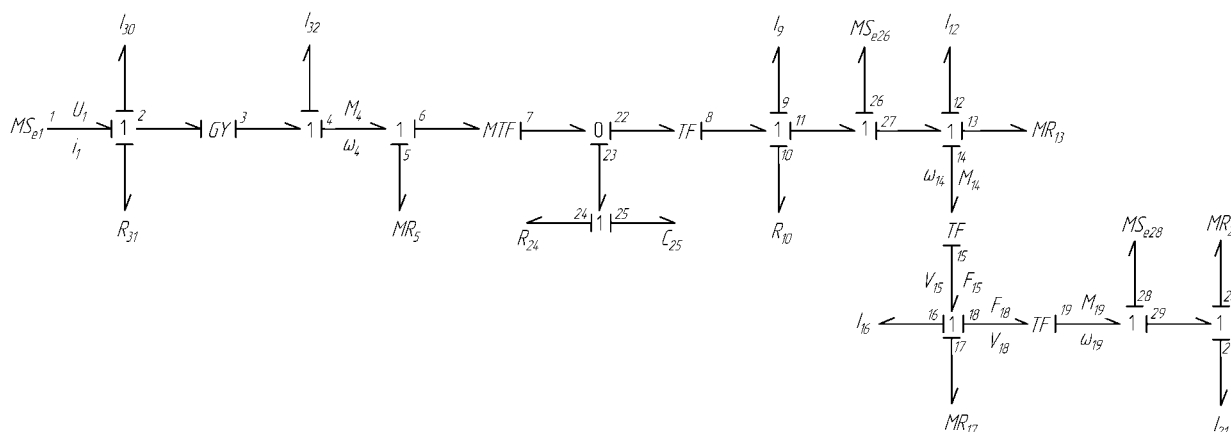 I₃₀
I₃₂
I₉
MSₑ₂₆
I₁₂
MSₑ₁ 1 U₁ i₁ 1 2 GY 3 1 4 M₄ ω₄ 1 6 MTF 7 0 22 TF 8 1 11 1 27 1 13 MR₁₃
9
26
12
5
23
10
14
ω₁₄ M₁₄
R₂₄ 24 1 25 C₂₅
R₃₁
MR₅
R₁₀
TF
15
MSₑ₂₈
V₁₅ F₁₅
28
I₁₆ 16 1 18 F₁₈ V₁₈ TF 19 M₁₉ ω₁₉ 1 29 1
17
MR₁₇
I₂₁